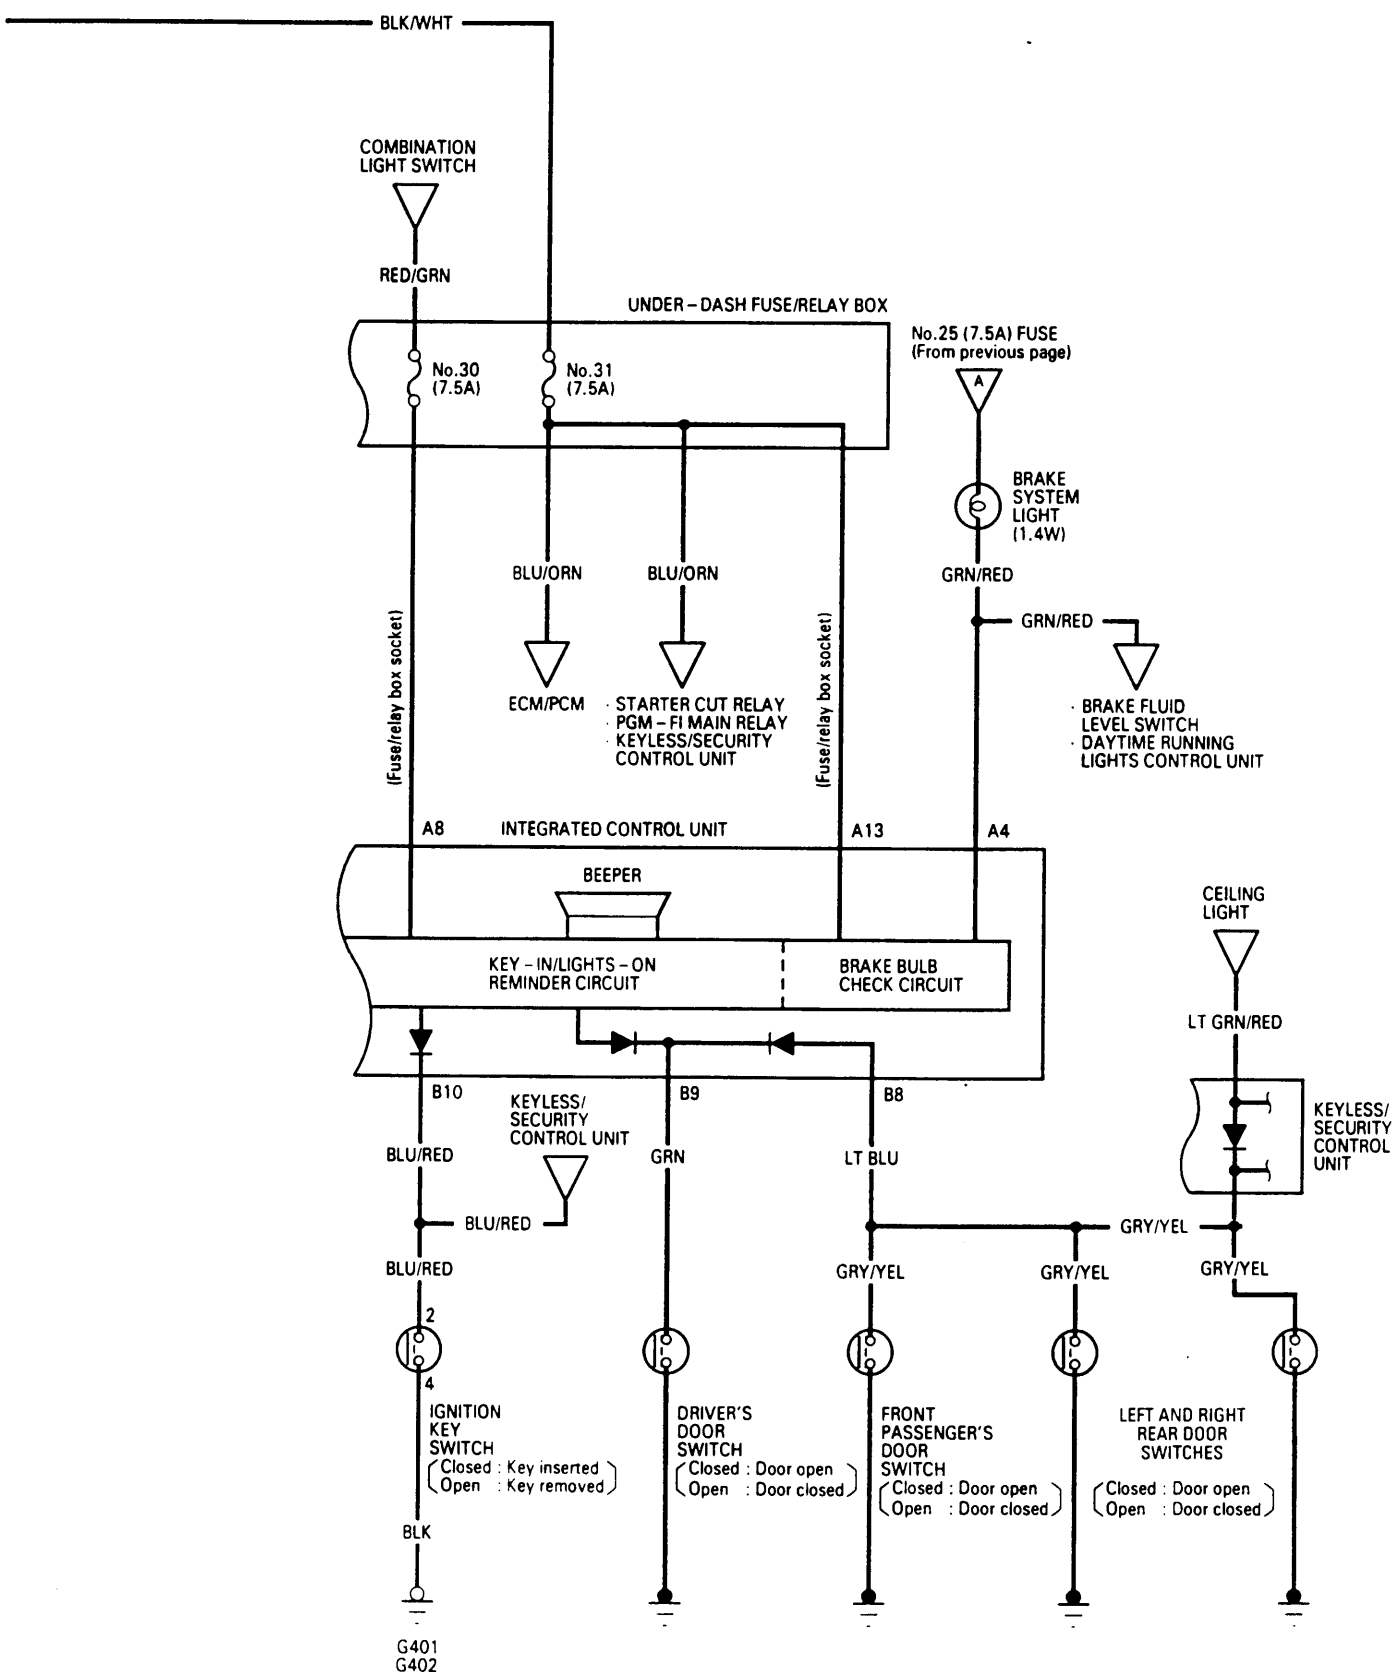 BLK/WHT
COMBINATION
LIGHT SWITCH
RED/GRN
UNDER – DASH FUSE/RELAY BOX
No.30
(7.5A)
No.31
(7.5A)
No.25 (7.5A) FUSE
(From previous page)
A
BRAKE
SYSTEM
LIGHT
(1.4W)
BLU/ORN
BLU/ORN
GRN/RED
GRN/RED
(Fuse/relay box socket)
(Fuse/relay box socket)
ECM/PCM
· STARTER CUT RELAY
· PGM – FI MAIN RELAY
· KEYLESS/SECURITY
CONTROL UNIT
· BRAKE FLUID
LEVEL SWITCH
· DAYTIME RUNNING
LIGHTS CONTROL UNIT
A8
INTEGRATED CONTROL UNIT
A13
A4
BEEPER
KEY – IN/LIGHTS – ON
REMINDER CIRCUIT
BRAKE BULB
CHECK CIRCUIT
CEILING
LIGHT
LT GRN/RED
B10
B9
B8
KEYLESS/
SECURITY
CONTROL UNIT
KEYLESS/
SECURITY
CONTROL
UNIT
BLU/RED
GRN
LT BLU
BLU/RED
GRY/YEL
BLU/RED
GRY/YEL
GRY/YEL
GRY/YEL
2
4
IGNITION
KEY
SWITCH
(Closed : Key inserted
Open : Key removed)
DRIVER'S
DOOR
SWITCH
(Closed : Door open
Open : Door closed)
FRONT
PASSENGER'S
DOOR
SWITCH
(Closed : Door open
Open : Door closed)
LEFT AND RIGHT
REAR DOOR
SWITCHES
(Closed : Door open
Open : Door closed)
BLK
G401
G402